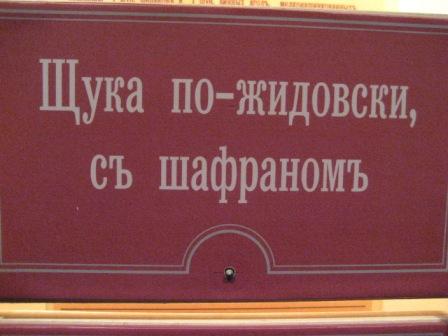 Щука по-жидовски,
съ шафраномъ